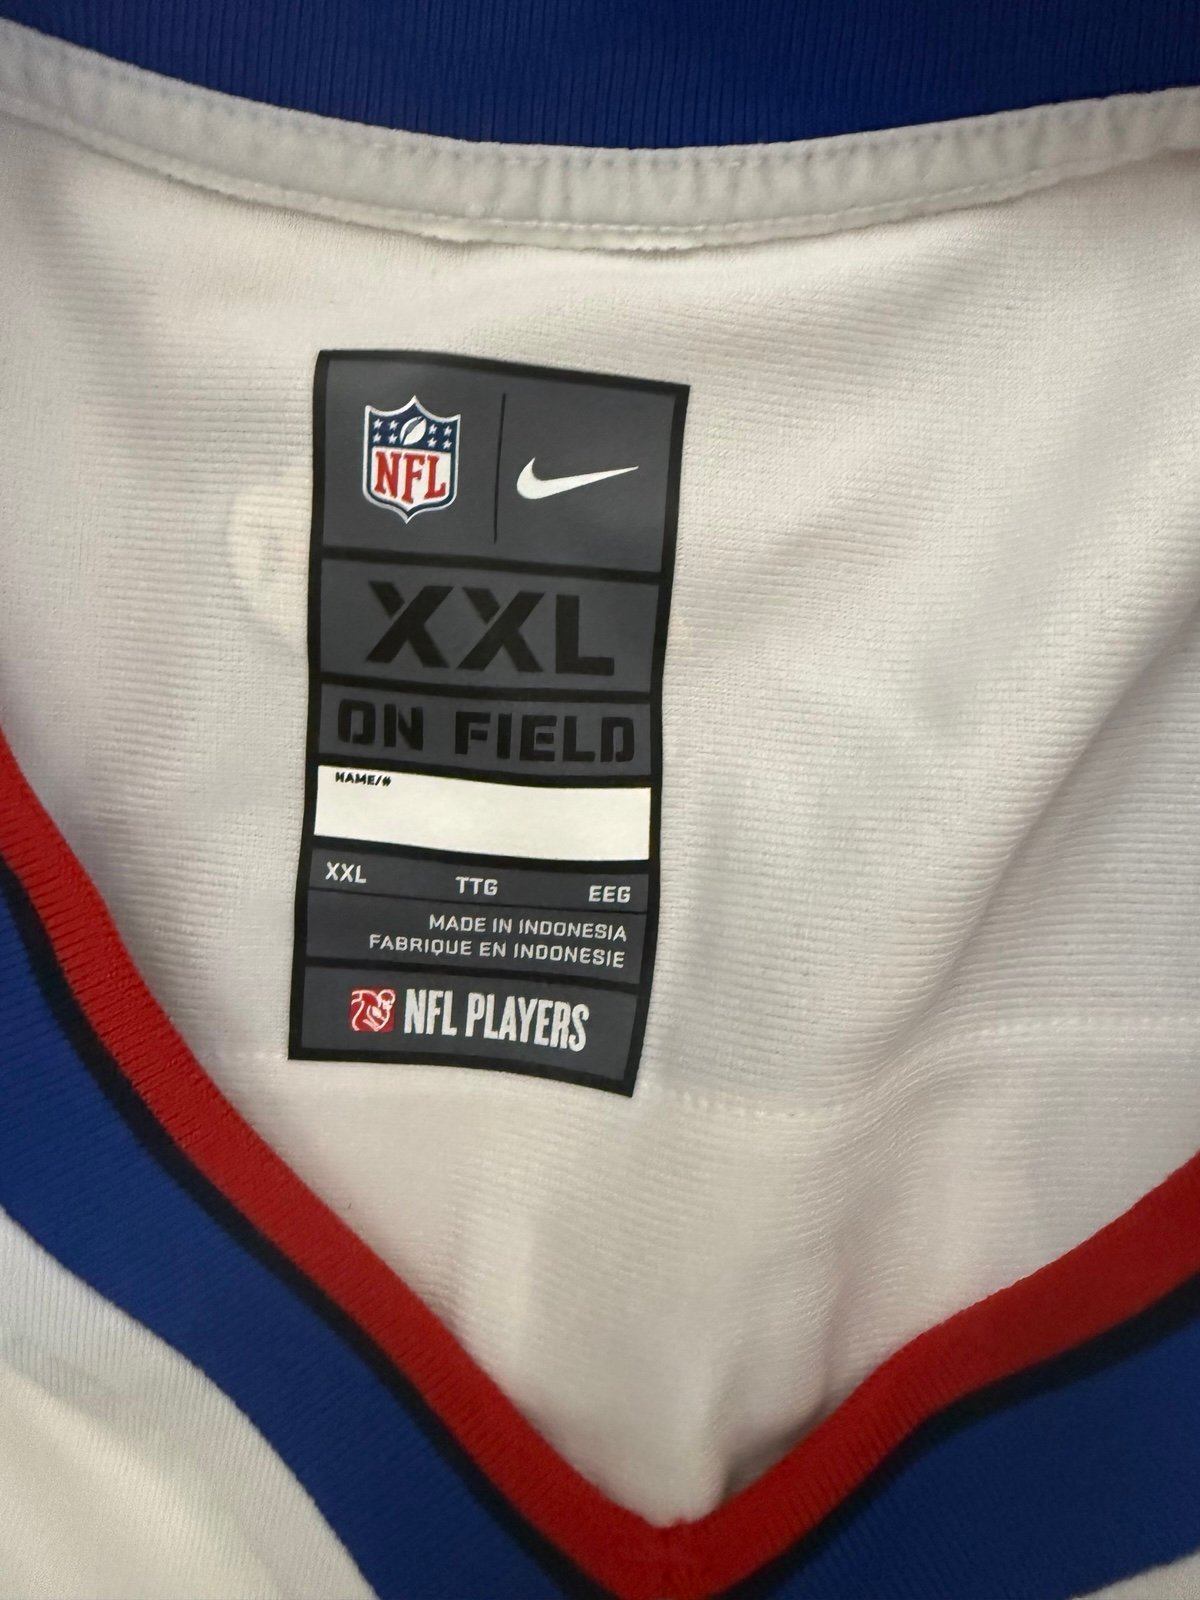 NFL
XXL
ON FIELD
NAME/#
XXL TTG EEG
MADE IN INDONESIA
FABRIQUE EN INDONESIE
NFL PLAYERS